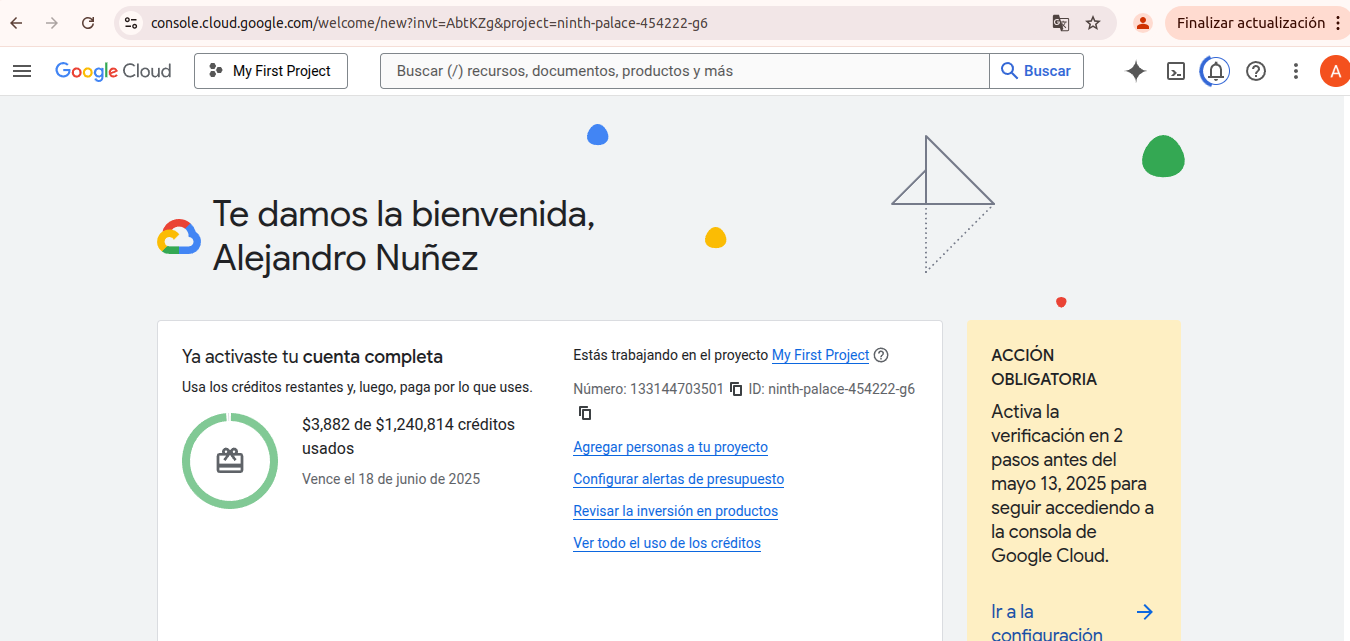 console.cloud.google.com/welcome/new?invt=AbtKZg&project=ninth-palace-454222-g6
Finalizar actualización
Google Cloud
My First Project
Buscar (/) recursos, documentos, productos y más
Buscar
A
Te damos la bienvenida,
Alejandro Nuñez
Ya activaste tu cuenta completa
Usa los créditos restantes y, luego, paga por lo que uses.
$3,882 de $1,240,814 créditos
usados
Vence el 18 de junio de 2025
Estás trabajando en el proyecto My First Project
Número: 133144703501 ID: ninth-palace-454222-g6
Agregar personas a tu proyecto
Configurar alertas de presupuesto
Revisar la inversión en productos
Ver todo el uso de los créditos
ACCIÓN
OBLIGATORIA
Activa la
verificación en 2
pasos antes del
mayo 13, 2025 para
seguir accediendo a
la consola de
Google Cloud.
Ir a la
configuración